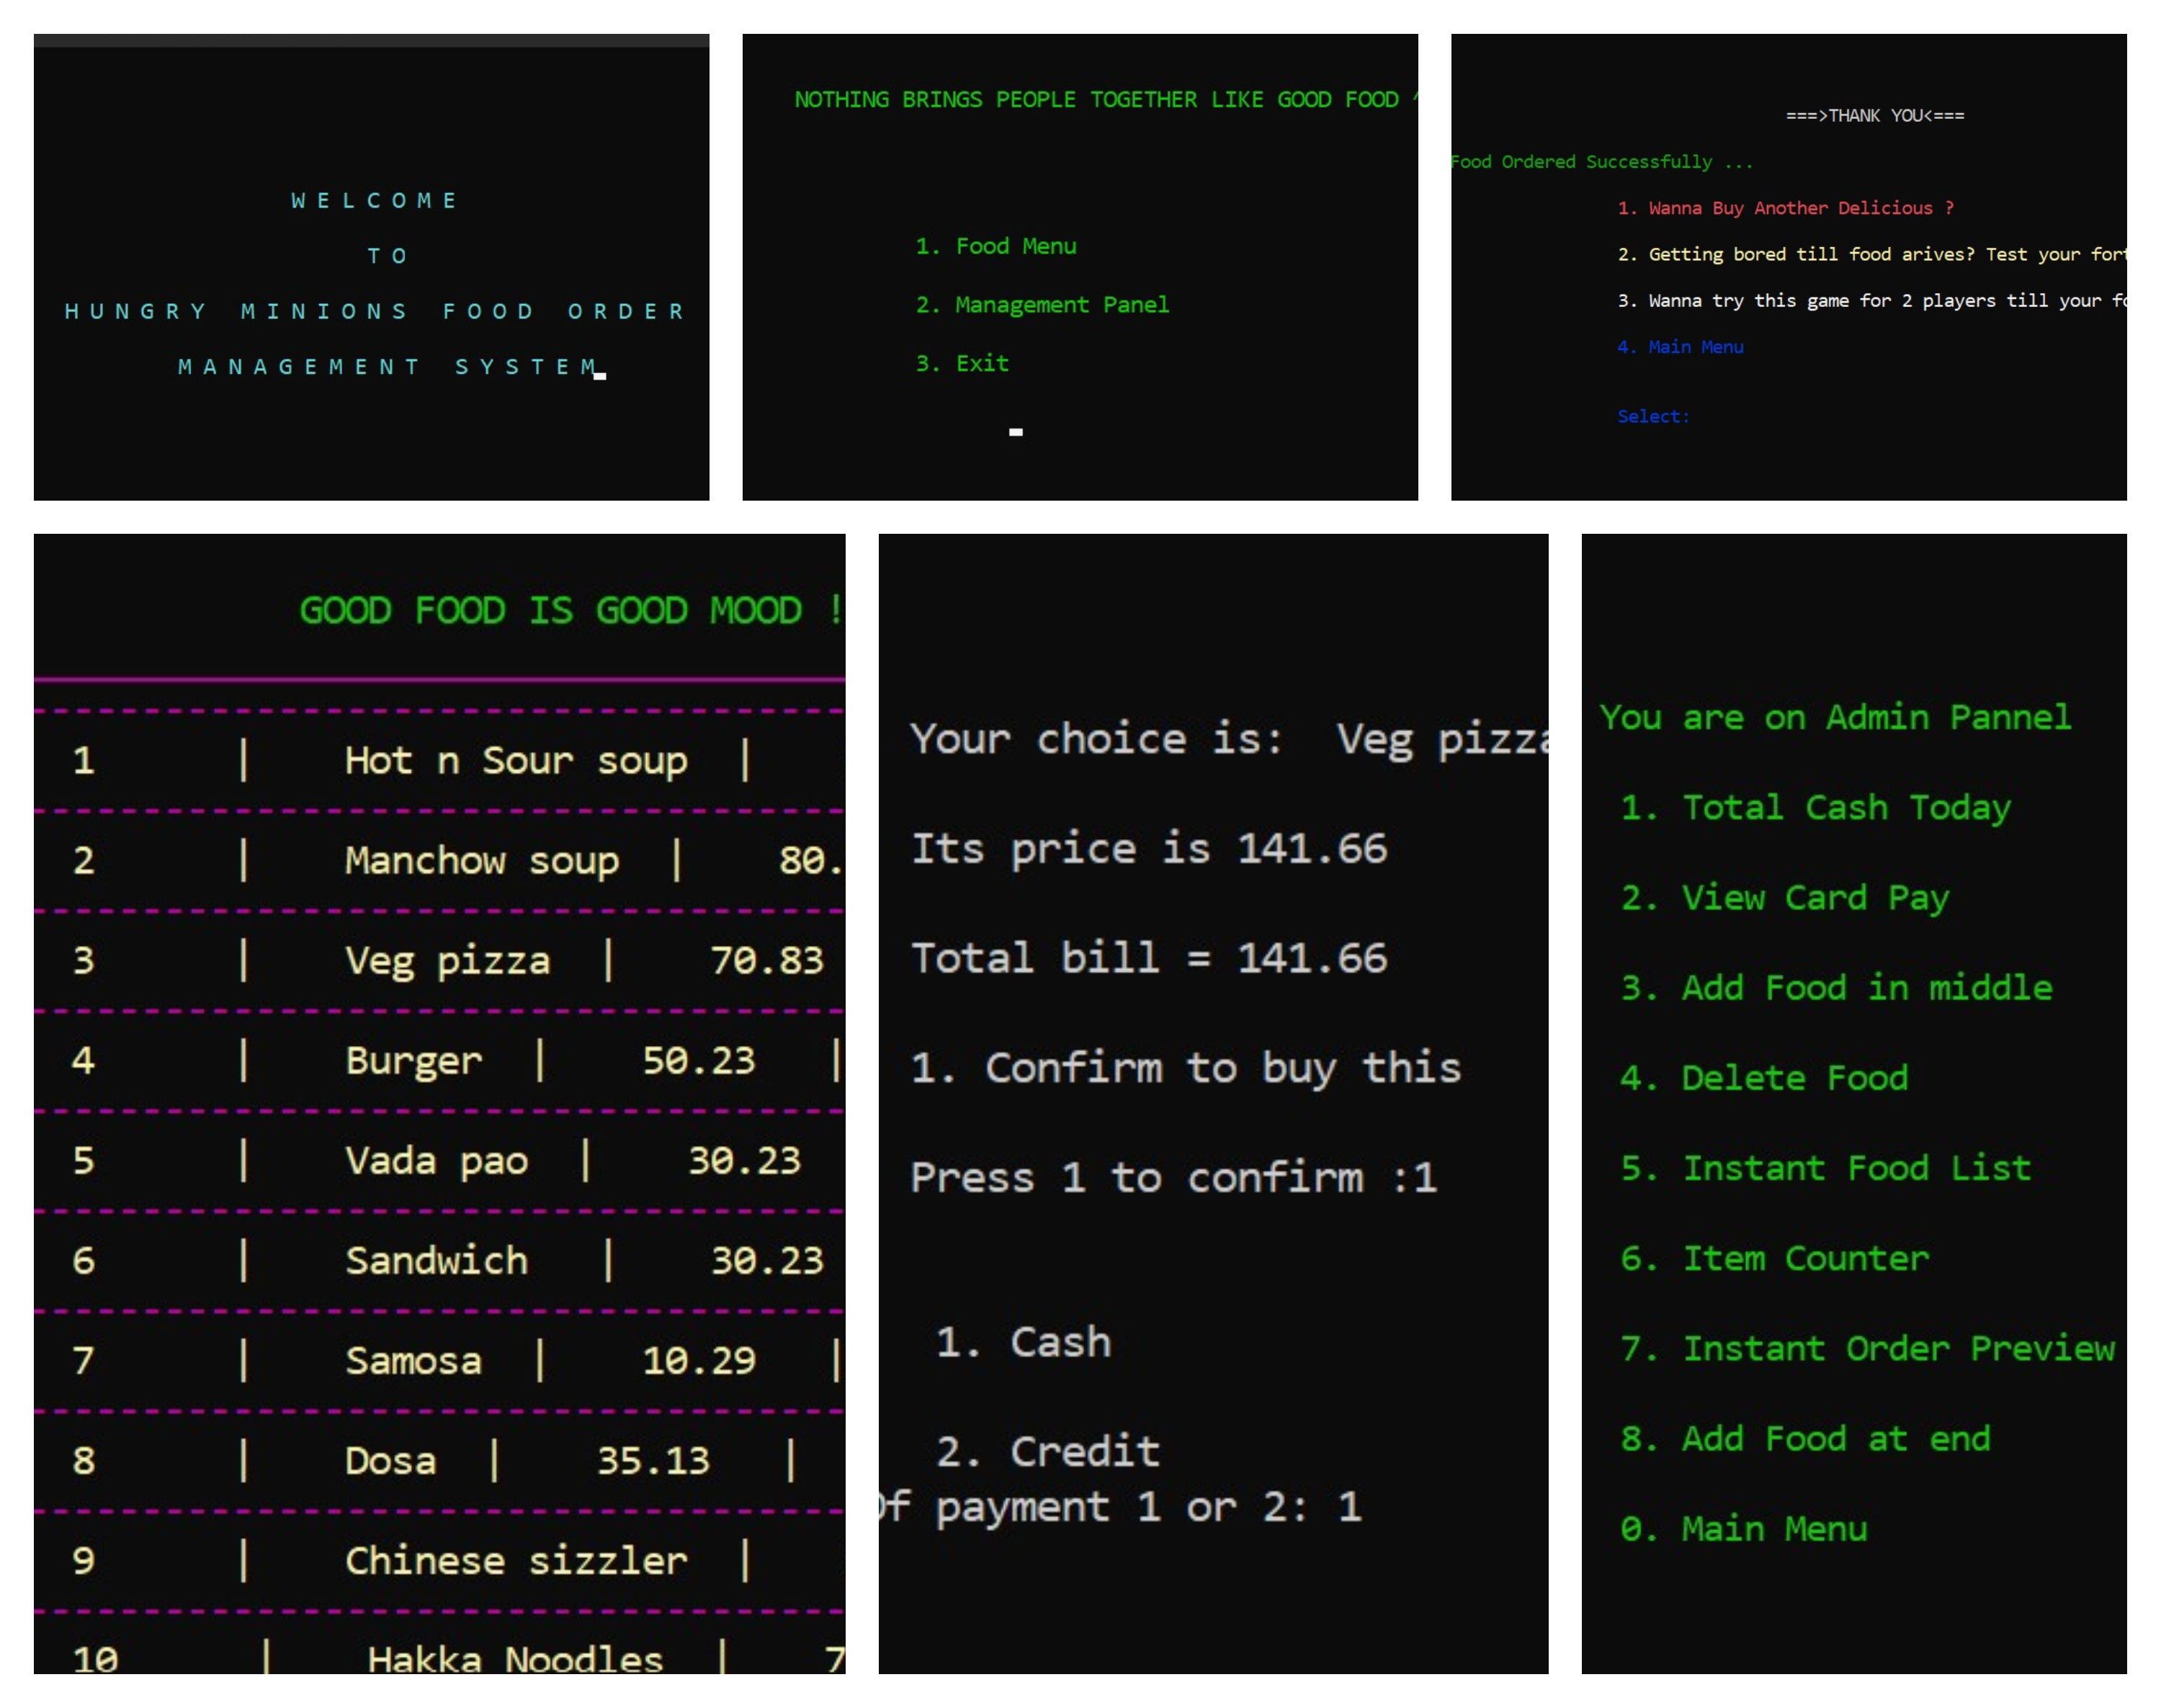 W E L C O M E
T O
H U N G R Y   M I N I O N S   F O O D   O R D E R
M A N A G E M E N T   S Y S T E M
NOTHING BRINGS PEOPLE TOGETHER LIKE GOOD FOOD
1. Food Menu
2. Management Panel
3. Exit
===>THANK YOU<===
Food Ordered Successfully ...
1. Wanna Buy Another Delicious ?
2. Getting bored till food arives? Test your
3. Wanna try this game for 2 players till your
4. Main Menu
Select:
GOOD FOOD IS GOOD MOOD !
1 | Hot n Sour soup |
2 | Manchow soup | 80.
3 | Veg pizza | 70.83
4 | Burger | 50.23 |
5 | Vada pao | 30.23
6 | Sandwich | 30.23
7 | Samosa | 10.29 |
8 | Dosa | 35.13 |
9 | Chinese sizzler |
10 | Hakka Noodles | 7
Your choice is: Veg pizza
Its price is 141.66
Total bill = 141.66
1. Confirm to buy this
Press 1 to confirm :1
1. Cash
2. Credit
Of payment 1 or 2: 1
You are on Admin Pannel
1. Total Cash Today
2. View Card Pay
3. Add Food in middle
4. Delete Food
5. Instant Food List
6. Item Counter
7. Instant Order Preview
8. Add Food at end
0. Main Menu